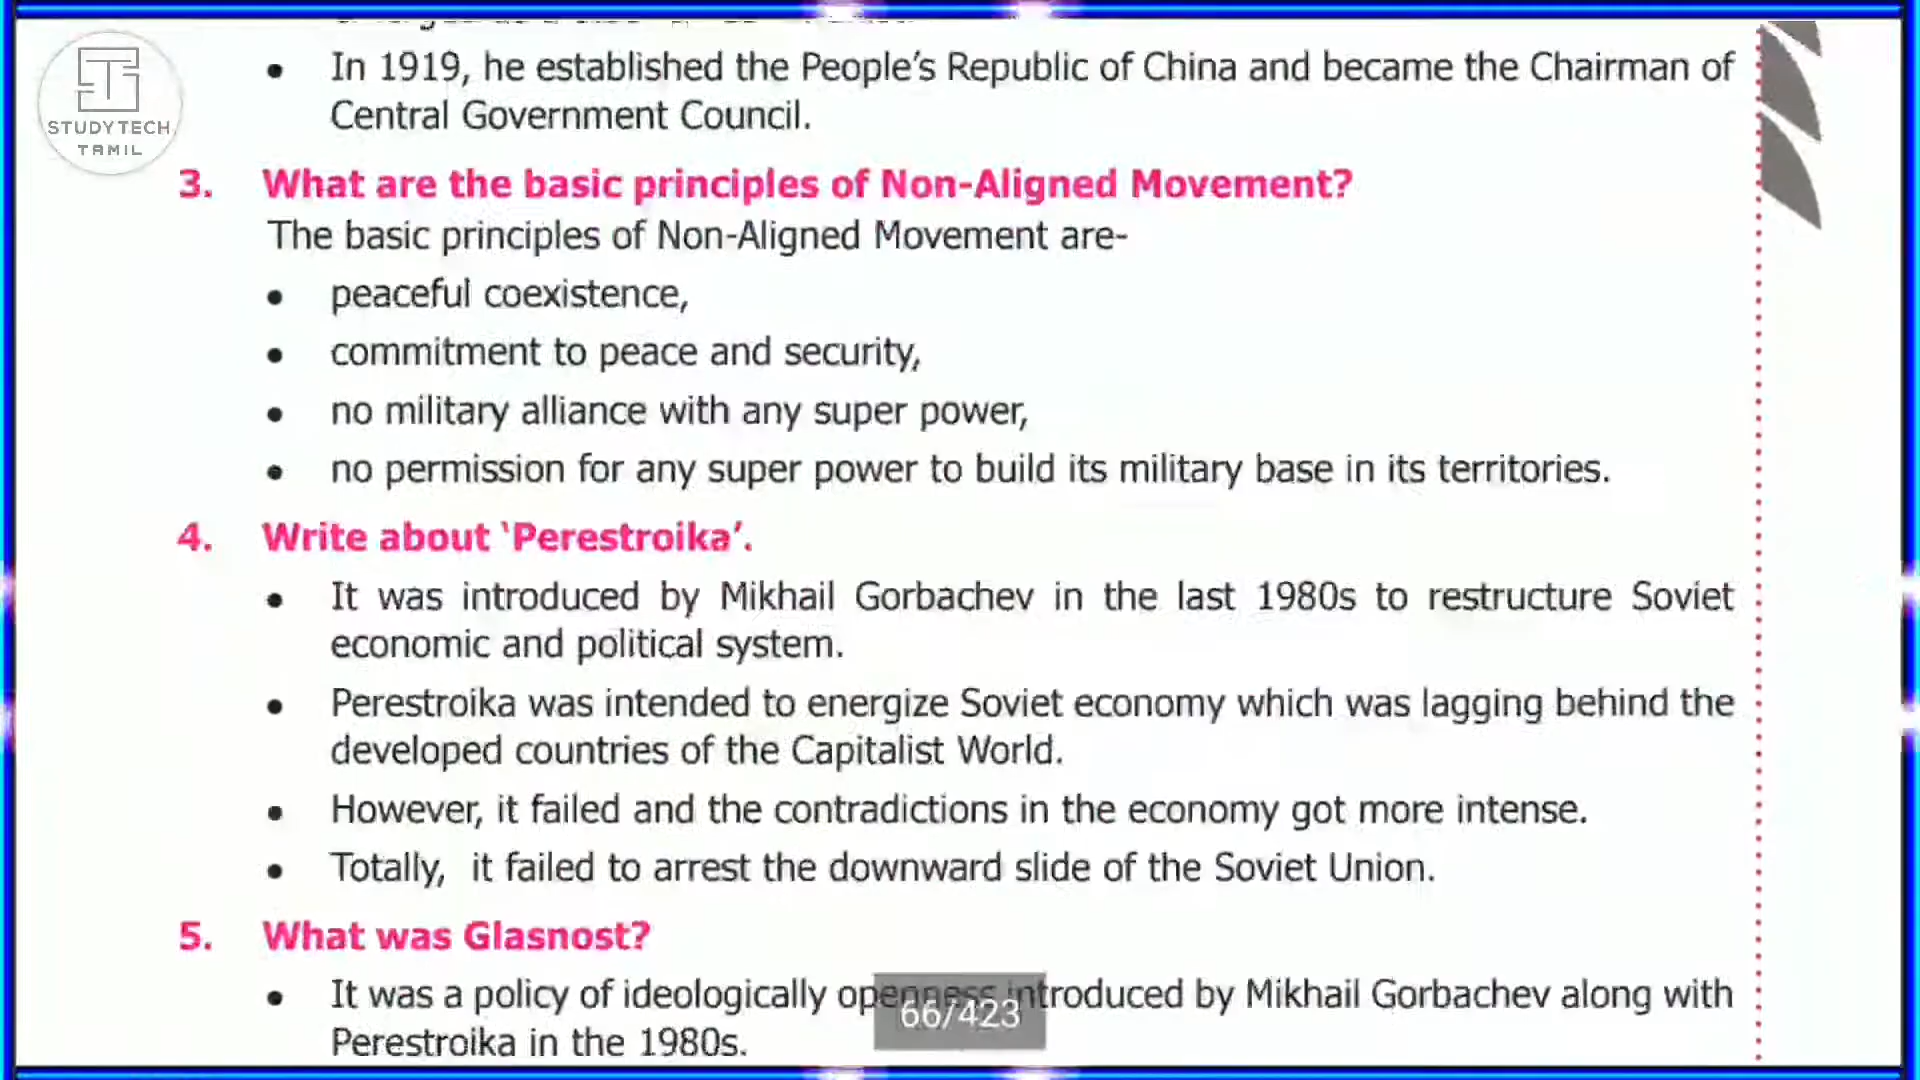 STUDYTECH
TAMIL
• In 1919, he established the People's Republic of China and became the Chairman of
Central Government Council.
3. What are the basic principles of Non-Aligned Movement?
The basic principles of Non-Aligned Movement are-
• peaceful coexistence,
• commitment to peace and security,
• no military alliance with any super power,
• no permission for any super power to build its military base in its territories.
4. Write about ‘Perestroika’.
• It was introduced by Mikhail Gorbachev in the last 1980s to restructure Soviet
economic and political system.
• Perestroika was intended to energize Soviet economy which was lagging behind the
developed countries of the Capitalist World.
• However, it failed and the contradictions in the economy got more intense.
• Totally, it failed to arrest the downward slide of the Soviet Union.
5. What was Glasnost?
• It was a policy of ideologically openness introduced by Mikhail Gorbachev along with
66/423
Perestroika in the 1980s.